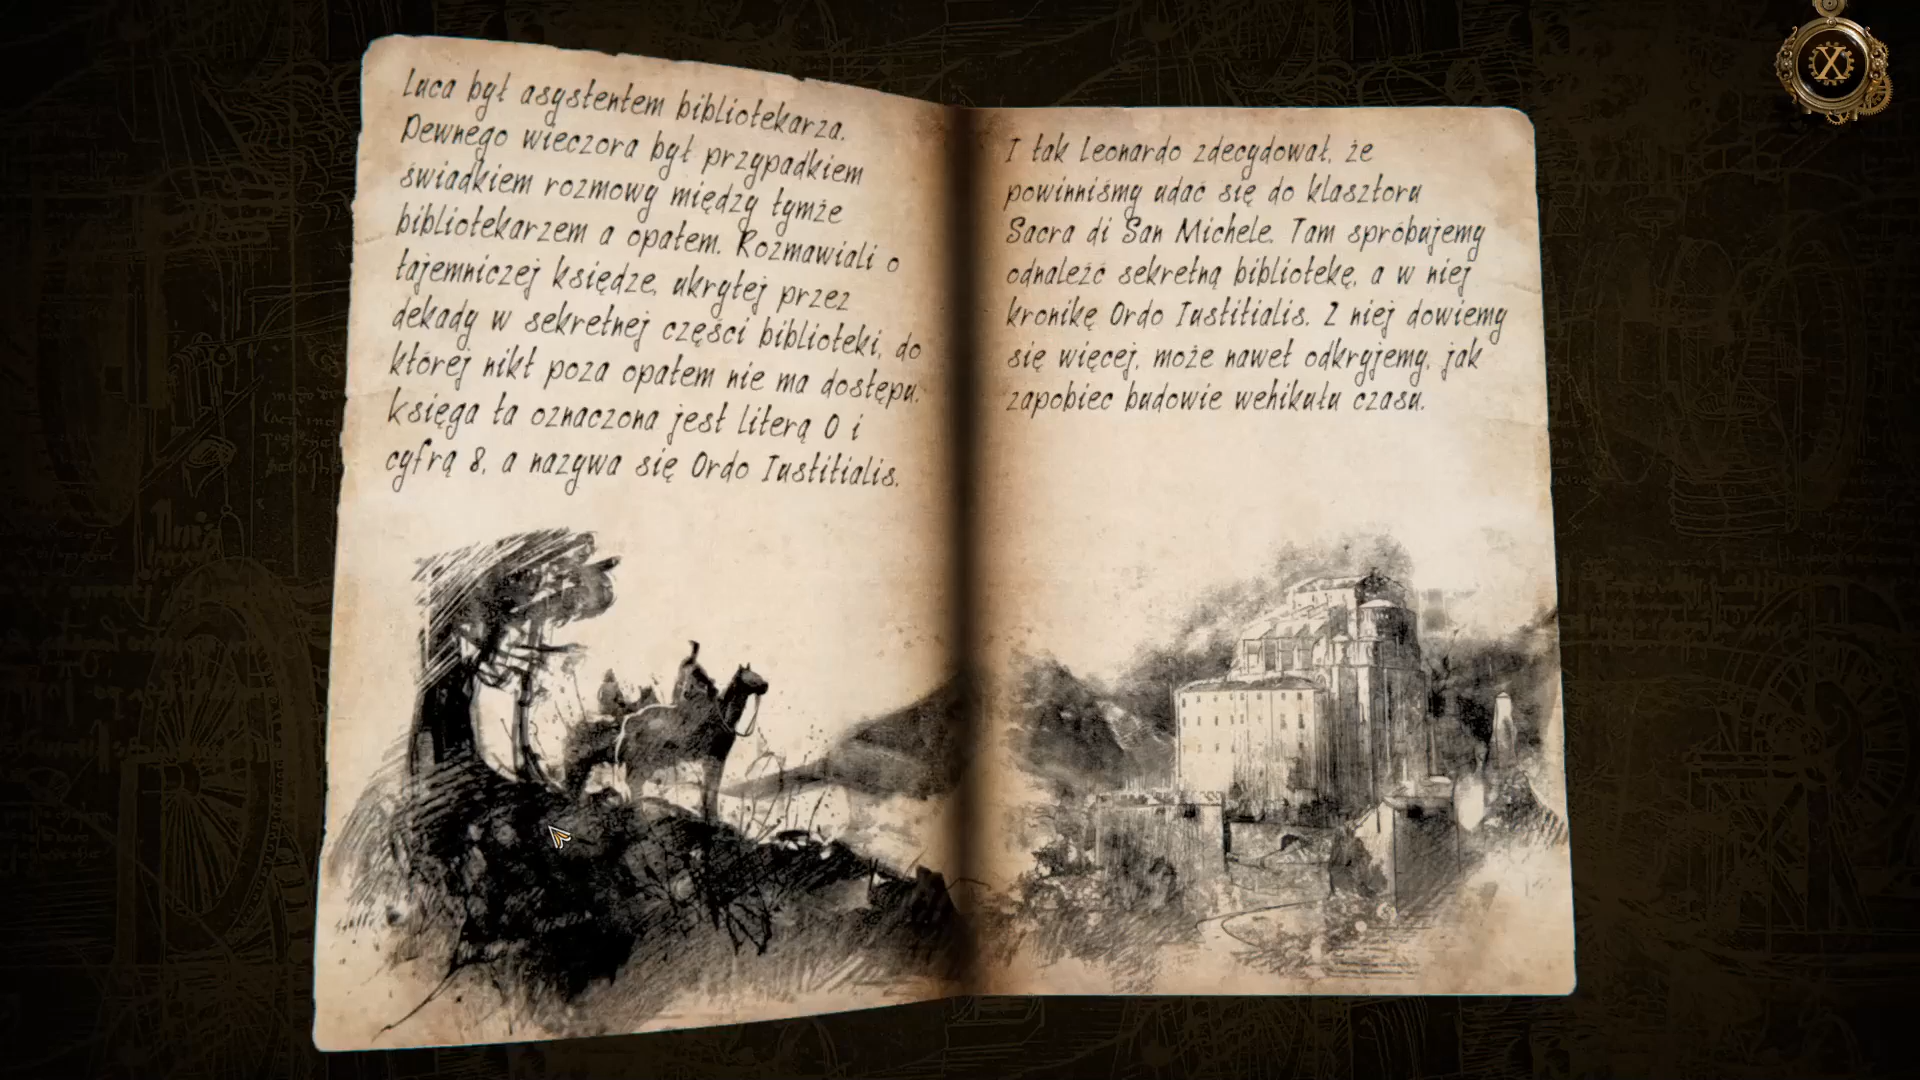 Luca był asystentem bibliotekarza.
Pewnego wieczora był przypadkiem
świadkiem rozmowy między tymże
bibliotekarzem a opatem. Rozmawiali o
tajemniczej księdze, ukrytej przez
dekady w sekretnej części biblioteki, do
której nikt poza opatem nie ma dostępu.
księga ta oznaczona jest literą O i
cyfrą 8, a nazywa się Ordo Iustitialis.
I tak Leonardo zdecydował, że
powinniśmy udać się do klasztoru
Sacra di San Michele. Tam spróbujemy
odnaleźć sekretną bibliotekę, a w niej
kronikę Ordo Iustitialis. Z niej dowiemy
się więcej, może nawet odkryjemy, jak
zapobiec budowie wehikułu czasu.
X